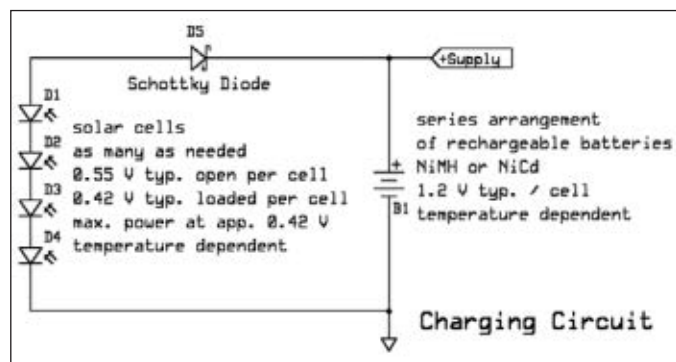 D5
+Supply
Schottky Diode
D1
D2
D3
D4
solar cells
as many as needed
0.55 V typ. open per cell
0.42 V typ. loaded per cell
max. power at app. 0.42 V
temperature dependent
series arrangement
of rechargeable batteries
NiMH or NiCd
1.2 V typ. / cell
temperature dependent
+
B1
Charging Circuit